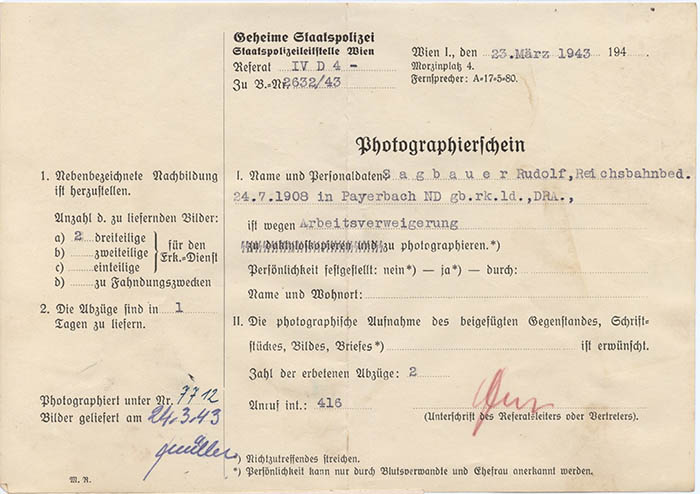 Geheime Staatspolizei
Staatspolizeileitstelle Wien
Referat IV D 4 -
Zu B.-Nr. 2632/43
Wien I., den 23. März 1943 194
Morzinplatz 4.
Fernsprecher: A-17-5-80.
Photographierschein
1. Nebenbezeichnete Nachbildung
ist herzustellen.
Anzahl d. zu liefernden Bilder:
a) 2 dreiteilige
b) zweiteilige
c) einteilige
für den
Erk.-Dienst
d) zu Fahndungszwecken
2. Die Abzüge sind in 1
Tagen zu liefern.
Photographiert unter Nr. 7712
Bilder geliefert am 24.3.43
M. R.
I. Name und Personaldaten: Sagbauer Rudolf, Reichsbahnbed.
24.7.1908 in Payerbach ND gb.rk.ld.,DRA.,
ist wegen Arbeitsverweigerung
zu daktyloskopieren und zu photographieren.*)
Persönlichkeit festgestellt: nein*) — ja*) — durch:
Name und Wohnort:
II. Die photographische Aufnahme des beigefügten Gegenstandes, Schrift-
stückes, Bildes, Briefes*) ist erwünscht.
Zahl der erbetenen Abzüge: 2
Anruf int.: 416
(Unterschrift des Referatsleiters oder Vertreters).
*) Nichtzutreffendes streichen.
*) Persönlichkeit kann nur durch Blutsverwandte und Ehefrau anerkannt werden.